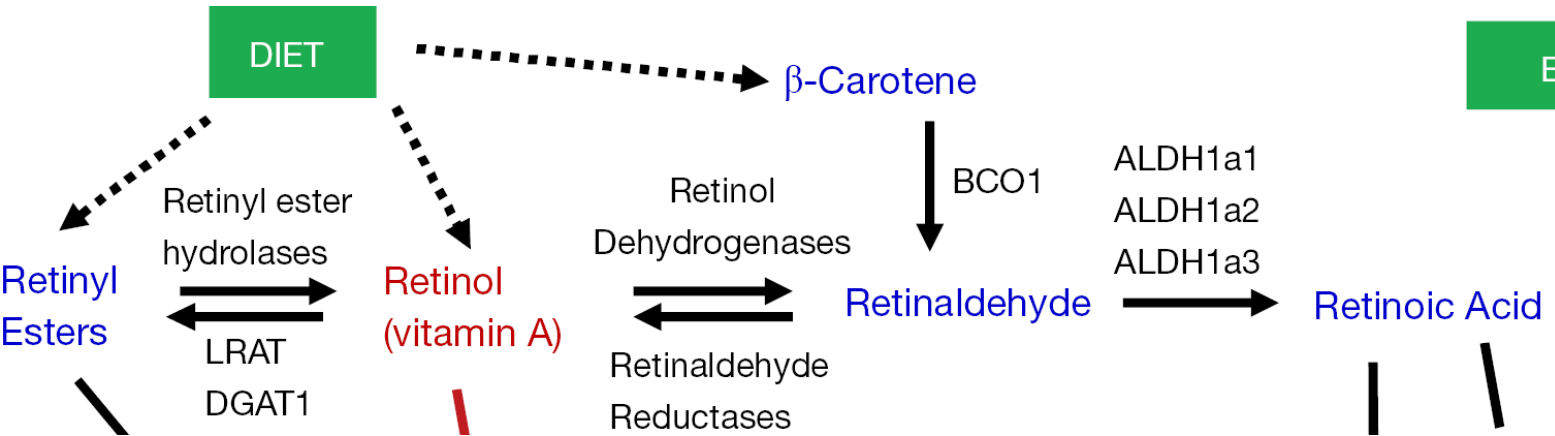 DIET
β-Carotene
BCO1
ALDH1a1
ALDH1a2
ALDH1a3
Retinyl ester
hydrolases
Retinol
Dehydrogenases
Retinyl
Esters
Retinol
(vitamin A)
Retinaldehyde
Retinoic Acid
LRAT
DGAT1
Retinaldehyde
Reductases